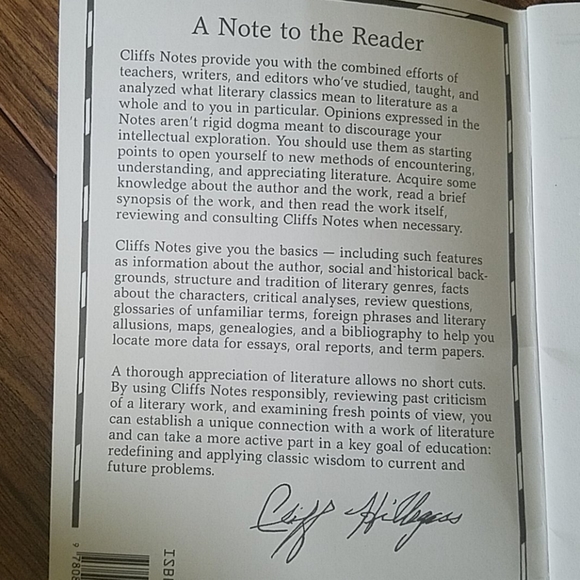 A Note to the Reader
Cliffs Notes provide you with the combined efforts of
teachers, writers, and editors who've studied, taught, and
analyzed what literary classics mean to literature as a
whole and to you in particular. Opinions expressed in the
Notes aren't rigid dogma meant to discourage your
intellectual exploration. You should use them as starting
points to open yourself to new methods of encountering,
understanding, and appreciating literature. Acquire some
knowledge about the author and the work, read a brief
synopsis of the work, and then read the work itself,
reviewing and consulting Cliffs Notes when necessary.
Cliffs Notes give you the basics — including such features
as information about the author, social and historical back-
grounds, structure and tradition of literary genres, facts
about the characters, critical analyses, review questions,
glossaries of unfamiliar terms, foreign phrases and literary
allusions, maps, genealogies, and a bibliography to help you
locate more data for essays, oral reports, and term papers.
A thorough appreciation of literature allows no short cuts.
By using Cliffs Notes responsibly, reviewing past criticism
of a literary work, and examining fresh points of view, you
can establish a unique connection with a work of literature
and can take a more active part in a key goal of education:
redefining and applying classic wisdom to current and
future problems.
Cliff Hillegass